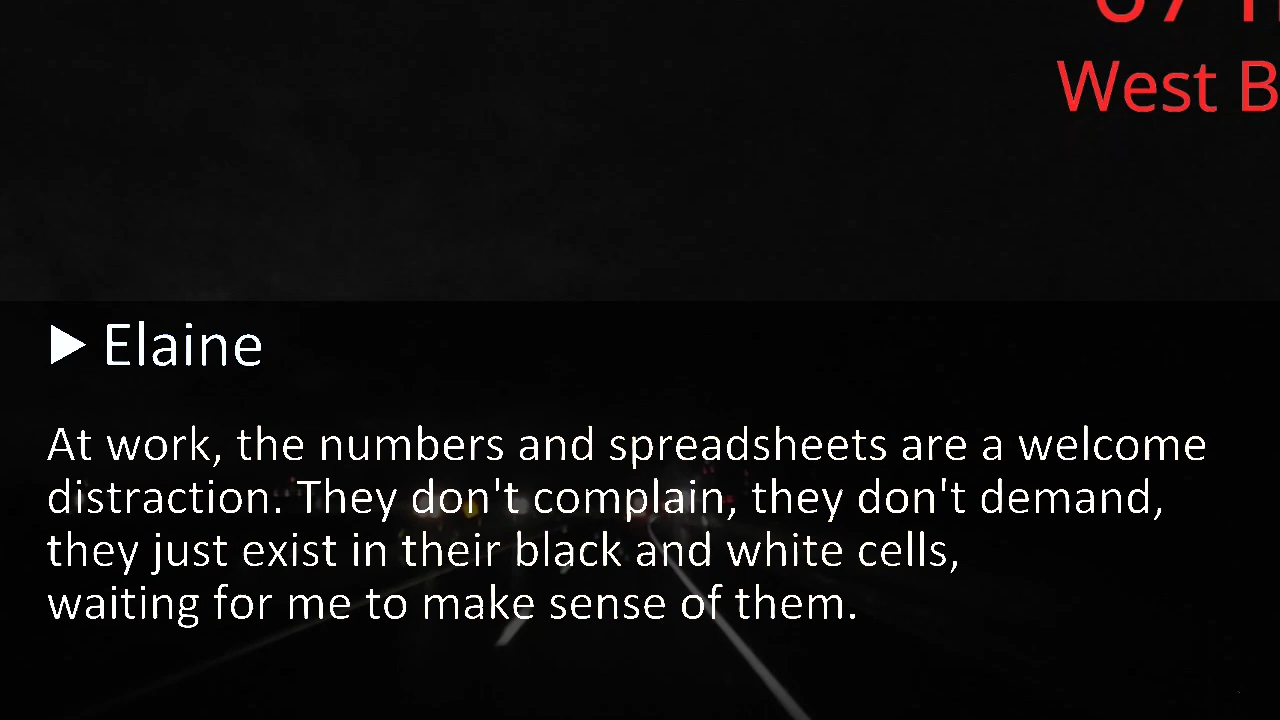 West
▶ Elaine
At work, the numbers and spreadsheets are a welcome
distraction. They don't complain, they don't demand,
they just exist in their black and white cells,
waiting for me to make sense of them.